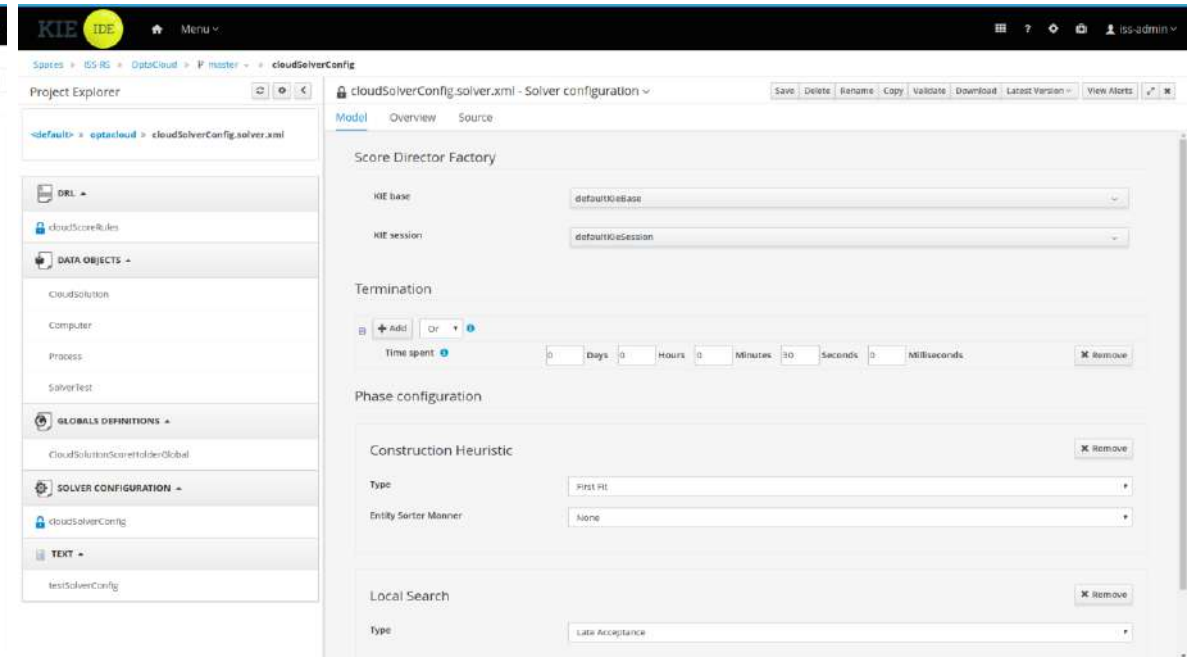 KIE IDE Menu ? iss-admin
Spaces » ISS-RS » OptaCloud » master » cloudSolverConfig
Project Explorer
<default> » optacloud » cloudSolverConfig.solver.xml
DRL
cloudScoreRules
DATA OBJECTS
CloudSolution
Computer
Process
SolverTest
GLOBALS DEFINITIONS
CloudSolutionScoreHolderGlobal
SOLVER CONFIGURATION
cloudSolverConfig
TEXT
testSolverConfig
cloudSolverConfig.solver.xml - Solver configuration
Save Delete Rename Copy Validate Download Latest Version View Alerts
Model Overview Source
Score Director Factory
KIE base defaultKieBase
KIE session defaultKieSession
Termination
Add Or
Time spent 0 Days 0 Hours 0 Minutes 30 Seconds 0 Milliseconds Remove
Phase configuration
Construction Heuristic Remove
Type First Fit
Entity Sorter Manner None
Local Search Remove
Type Late Acceptance